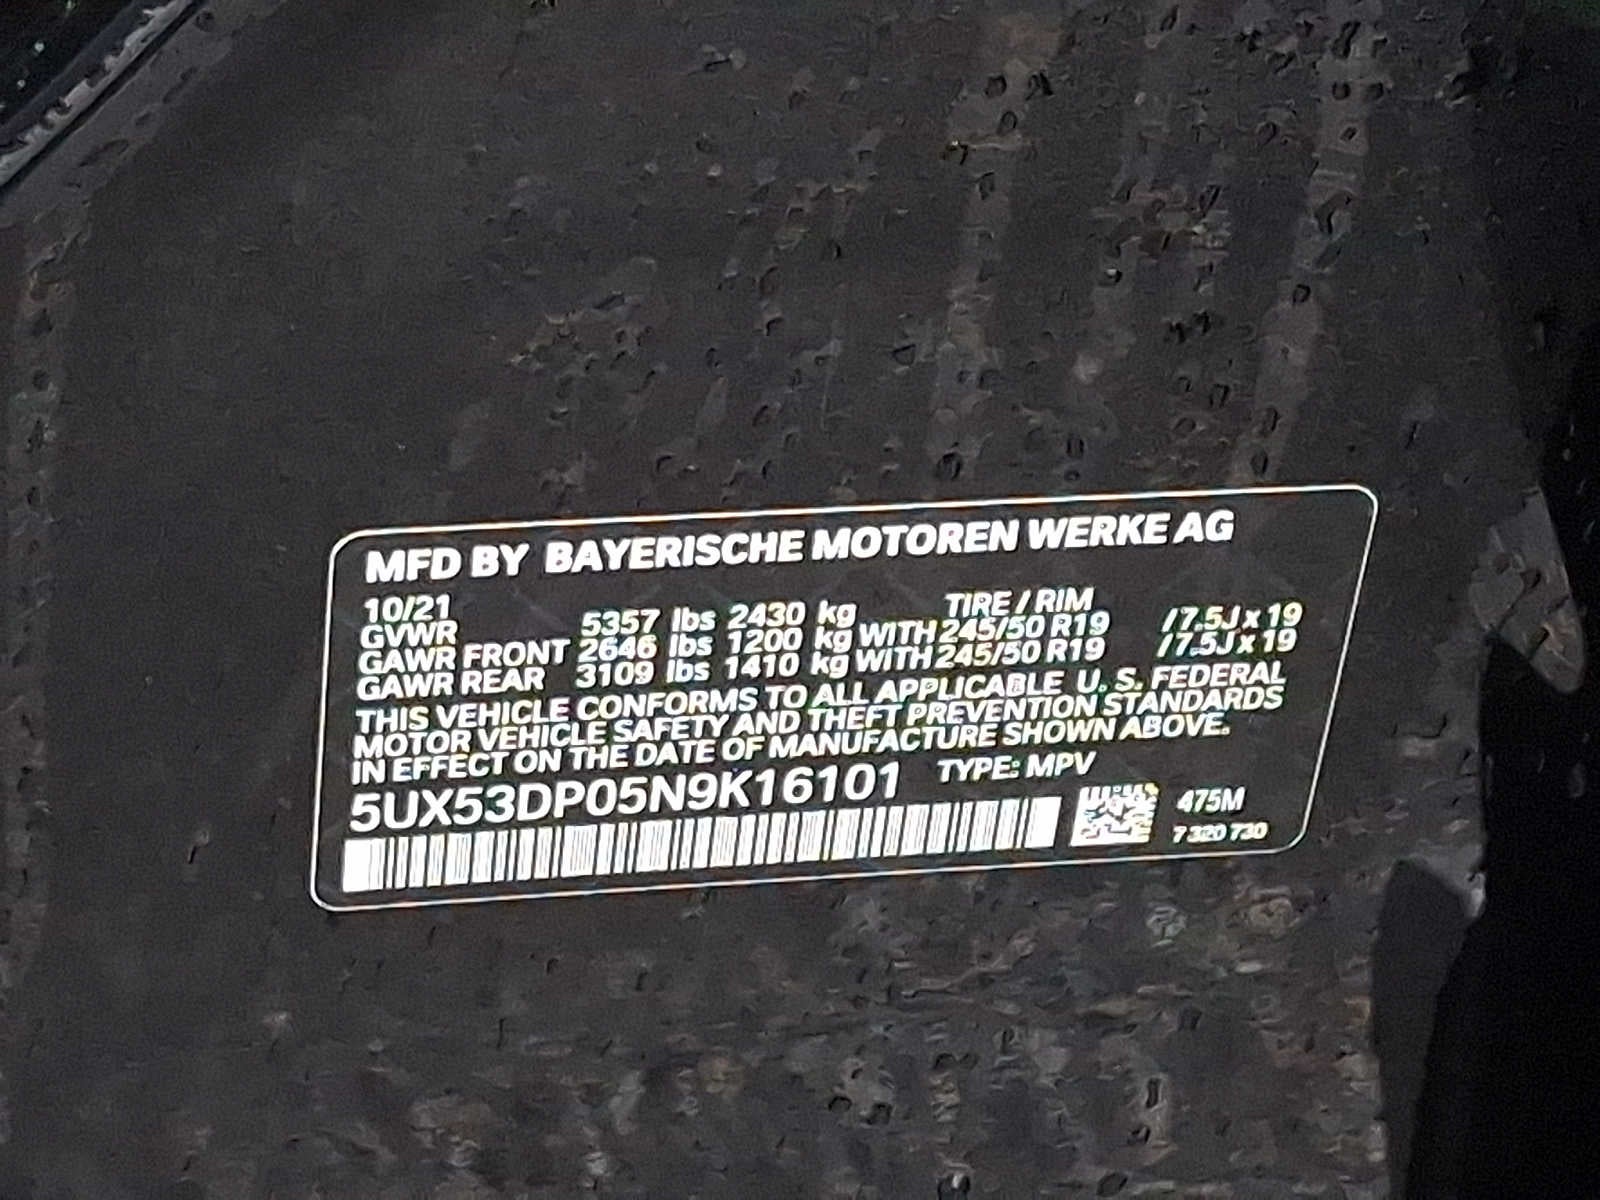 MFD BY BAYERISCHE MOTOREN WERKE AG
10/21 TIRE / RIM
GVWR 5357 lbs 2430 kg
GAWR FRONT 2646 lbs 1200 kg WITH 245/50 R19 / 7.5J x 19
GAWR REAR 3109 lbs 1410 kg WITH 245/50 R19 / 7.5J x 19
THIS VEHICLE CONFORMS TO ALL APPLICABLE U. S. FEDERAL
MOTOR VEHICLE SAFETY AND THEFT PREVENTION STANDARDS
IN EFFECT ON THE DATE OF MANUFACTURE SHOWN ABOVE.
5UX53DP05N9K16101 TYPE: MPV
475M
7 320 730